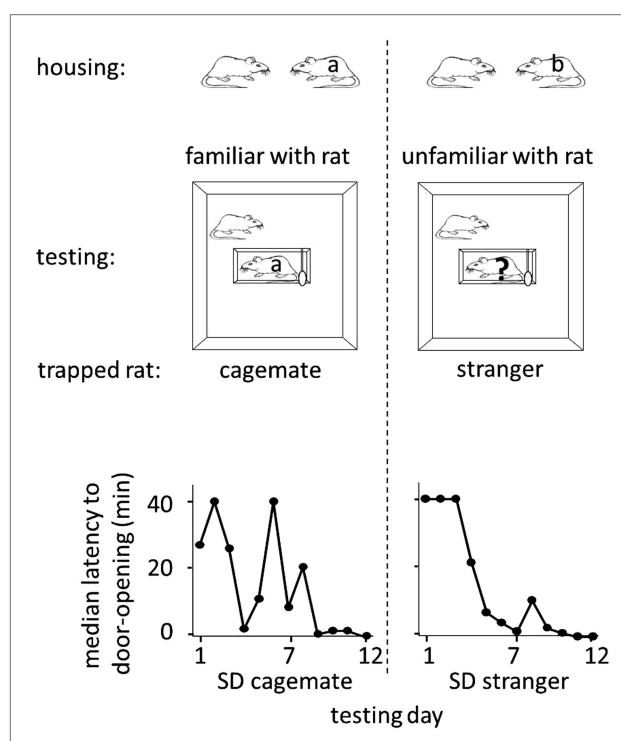 housing:
a
b
familiar with rat
unfamiliar with rat
testing:
a
?
trapped rat:
cagemate
stranger
median latency to
door-opening (min)
40
20
0
1
7
12
1
7
12
SD cagemate
SD stranger
testing day